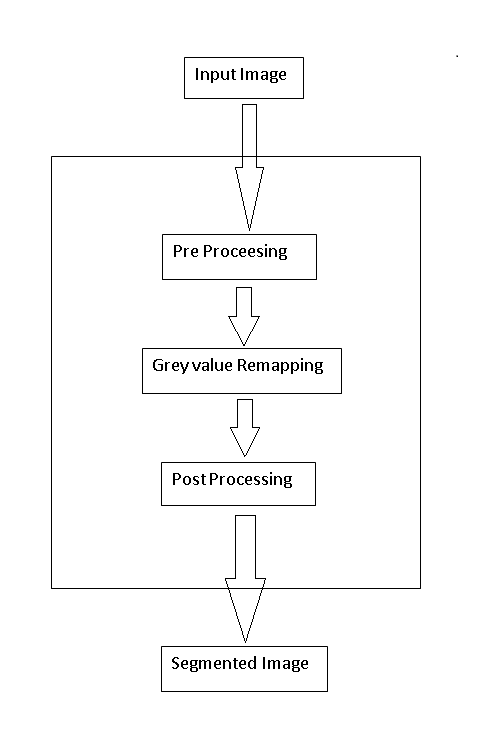 Input Image
Pre Proceesing
Grey value Remapping
Post Processing
Segmented Image